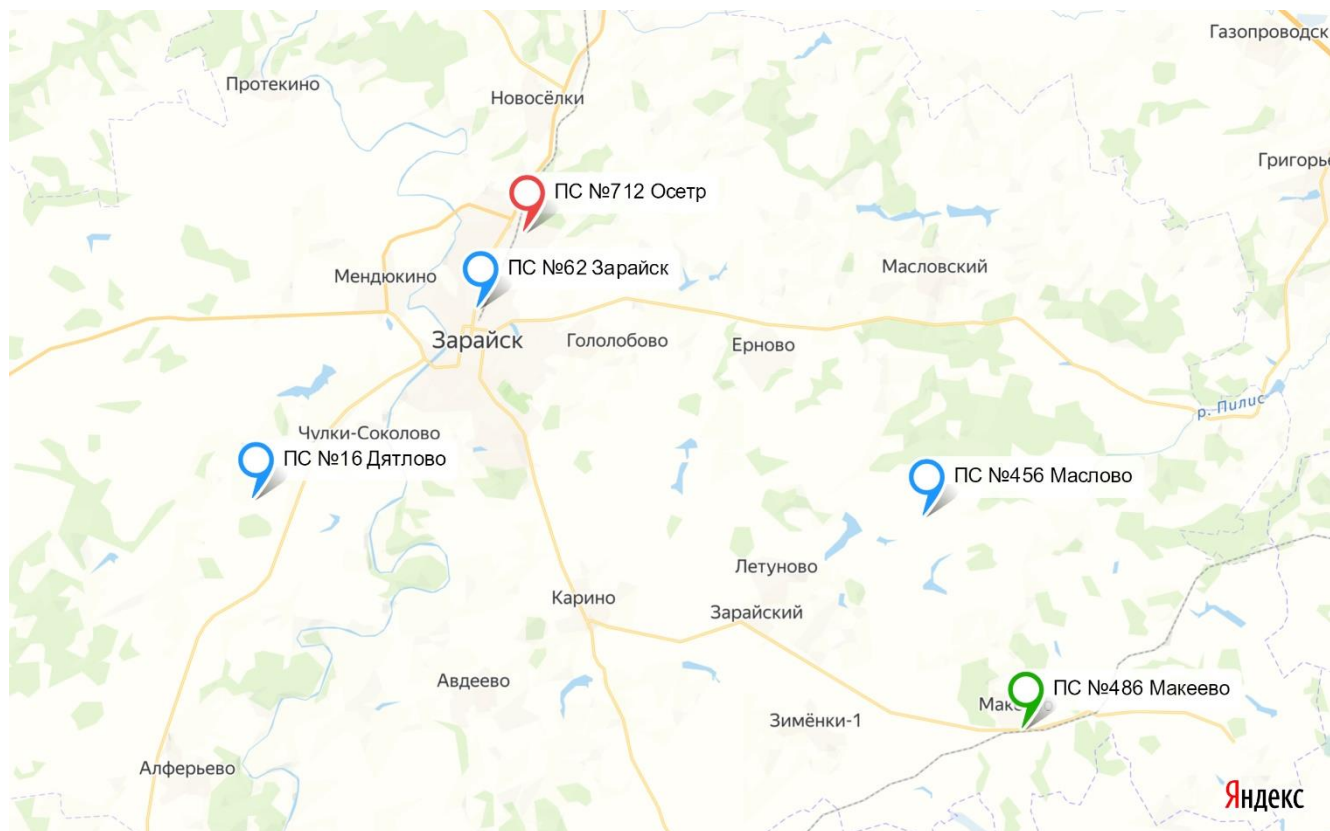 Газопроводск
Протекино
Новосёлки
Григорье
ПС №712 Осетр
Масловский
ПС №62 Зарайск
Мендюкино
Зарайск
Гололобово
Ерново
р. Пилис
Чулки-Соколово
ПС №16 Дятлово
ПС №456 Маслово
Летуново
Карино
Зарайский
Авдеево
ПС №486 Макеево
Зимёнки-1
Алферьево
Яндекс